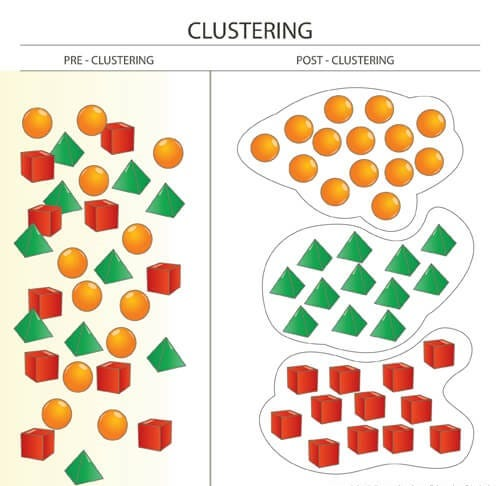 CLUSTERING
PRE - CLUSTERING
POST - CLUSTERING